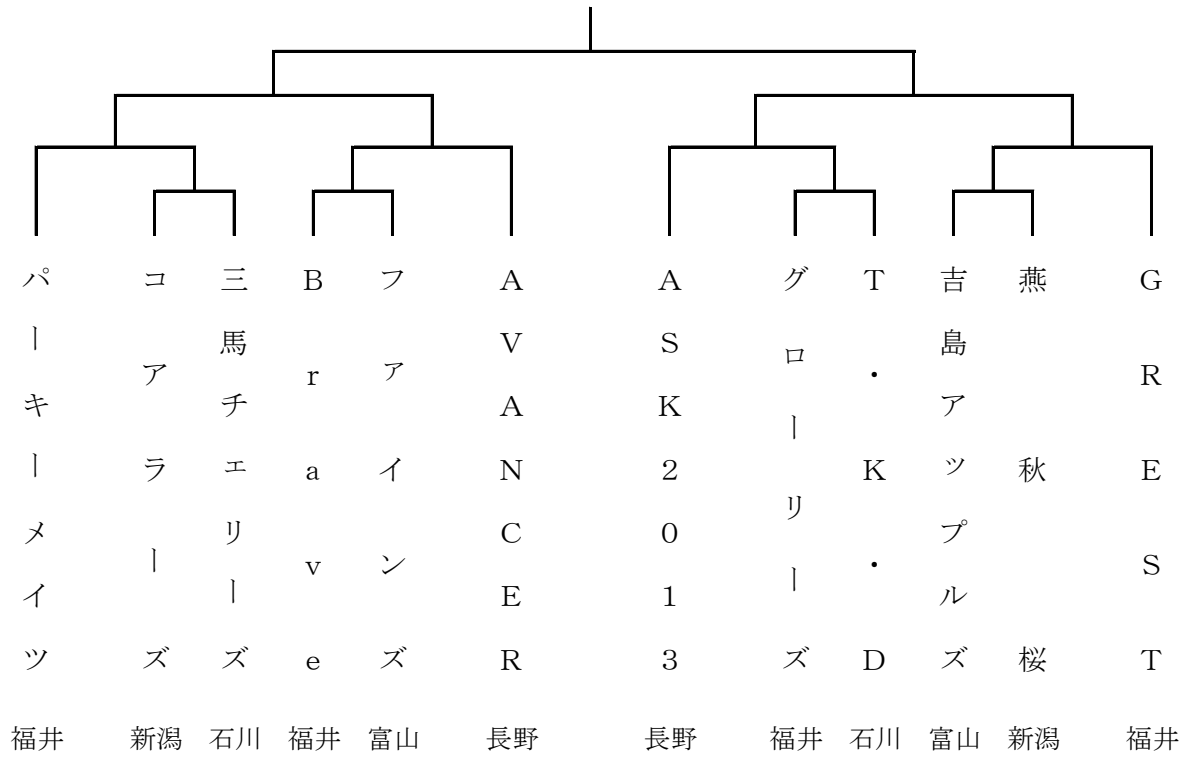 パーキーメイツ
コアラーズ
三馬チェリーズ
Brave
ファインズ
AVANCER
ASK2013
グローリーズ
T・K・D
吉島アップルズ
燕秋桜
GREST
福井 新潟 石川 福井 富山 長野 長野 福井 石川 富山 新潟 福井